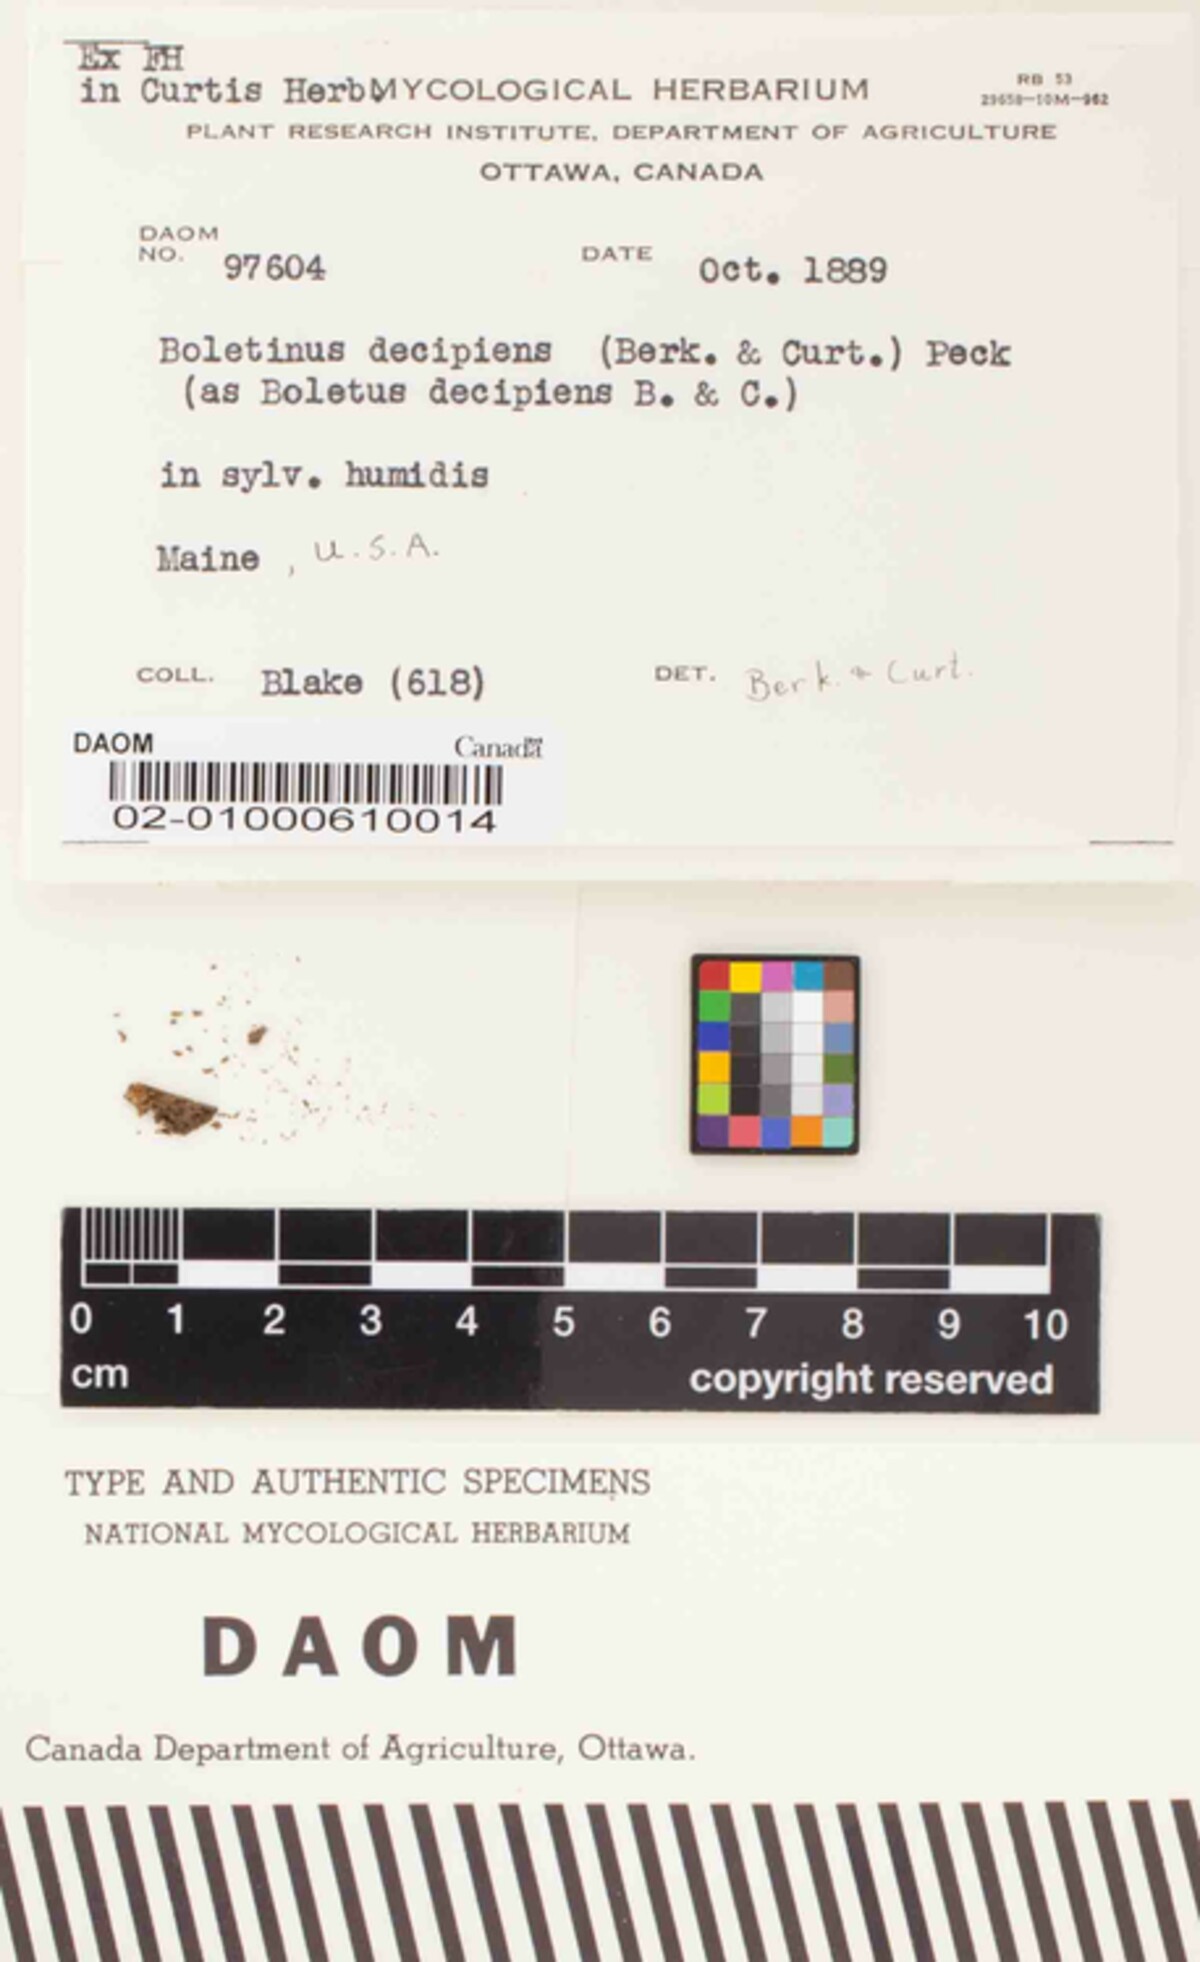 Ex FH
in Curtis Herb.
MYCOLOGICAL HERBARIUM
RB 53
29658-10M-962
PLANT RESEARCH INSTITUTE, DEPARTMENT OF AGRICULTURE
OTTAWA, CANADA
DAOM
NO. 97604
DATE Oct. 1889
Boletinus decipiens (Berk. & Curt.) Peck
(as Boletus decipiens B. & C.)
in sylv. humidis
Maine , U.S.A.
COLL. Blake (618)
DET. Berk. & Curt.
DAOM
Canada
02-01000610014
0 1 2 3 4 5 6 7 8 9 10
cm
copyright reserved
TYPE AND AUTHENTIC SPECIMENS
NATIONAL MYCOLOGICAL HERBARIUM
DAOM
Canada Department of Agriculture, Ottawa.